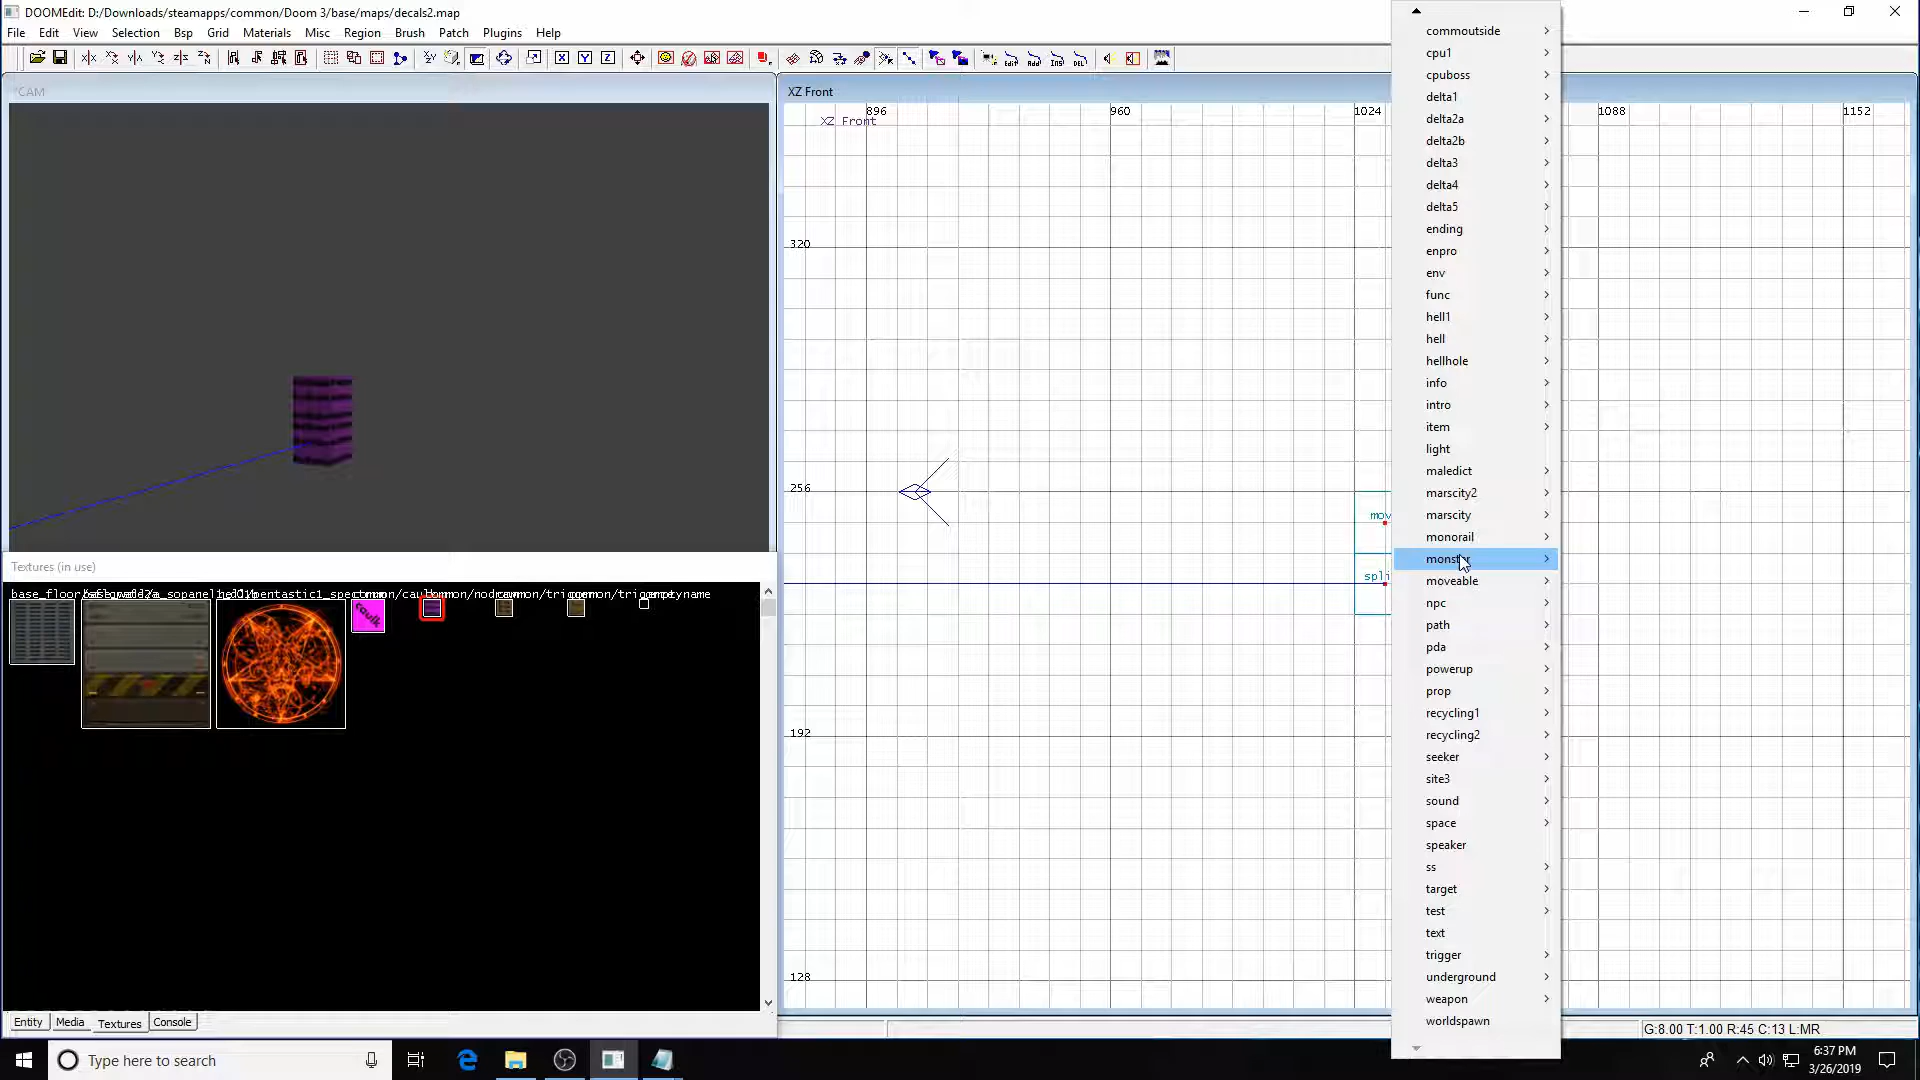 DOOMEdit: D:/Downloads/steamapps/common/Doom 3/base/maps/decals2.map
File Edit View Selection Bsp Grid Materials Misc Region Brush Patch Plugins Help
CAM
XZ Front
896 960 1024 1088 1152
XZ Front
320
256
192
128
mov
spli
Textures (in use)
Entity Media Textures Console
commoutside
cpu1
cpuboss
delta1
delta2a
delta2b
delta3
delta4
delta5
ending
enpro
env
func
hell1
hell
hellhole
info
intro
item
light
maledict
marscity2
marscity
monorail
monster
moveable
npc
path
pda
powerup
prop
recycling1
recycling2
seeker
site3
sound
space
speaker
ss
target
test
text
trigger
underground
weapon
worldspawn
G:8.00 T:1.00 R:45 C:13 L:MR
Type here to search
6:37 PM
3/26/2019